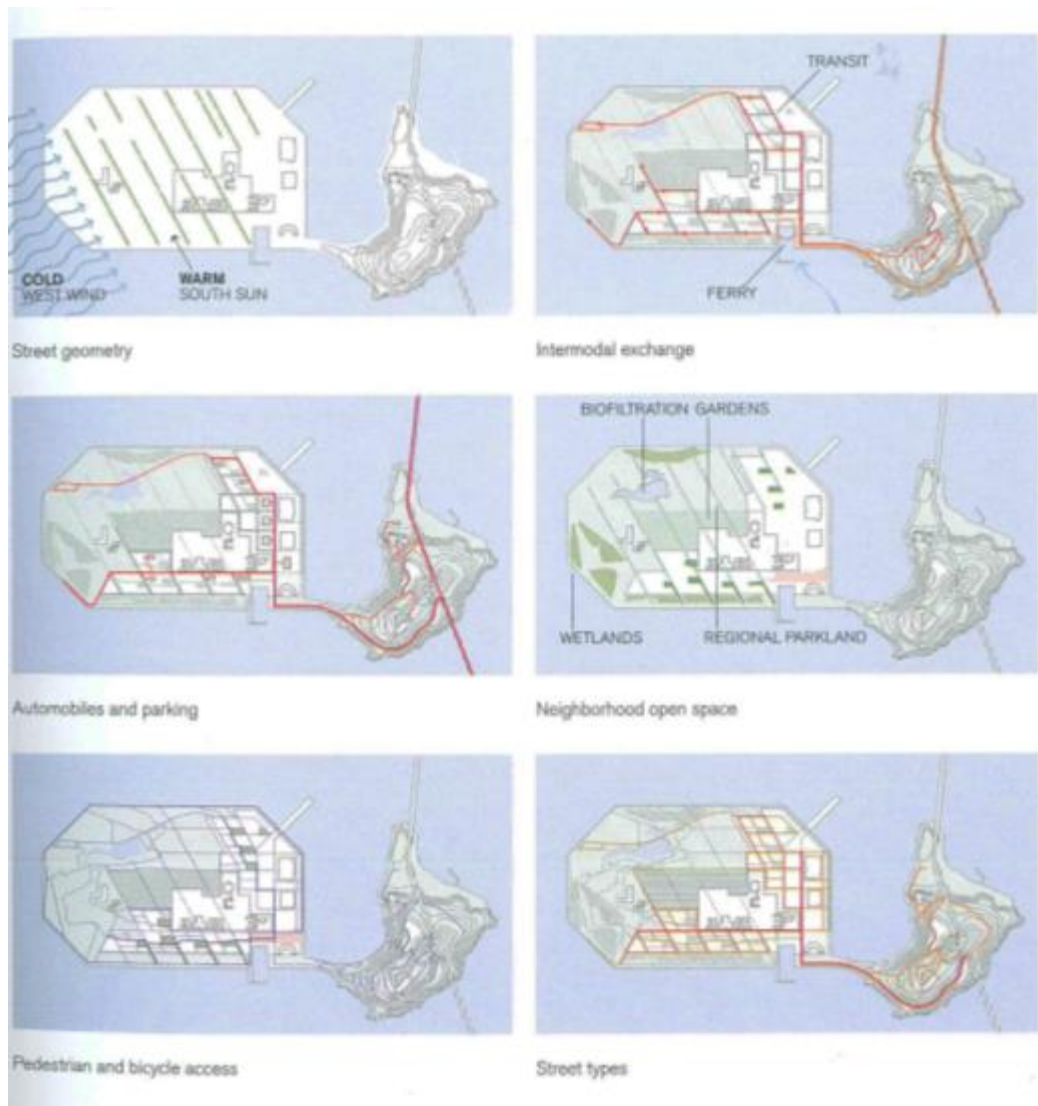 TRANSIT
COLD
WEST WIND
WARM
SOUTH SUN
FERRY
Street geometry
Intermodal exchange
BIOFILTRATION GARDENS
WETLANDS
REGIONAL PARKLAND
Automobiles and parking
Neighborhood open space
Pedestrian and bicycle access
Street types